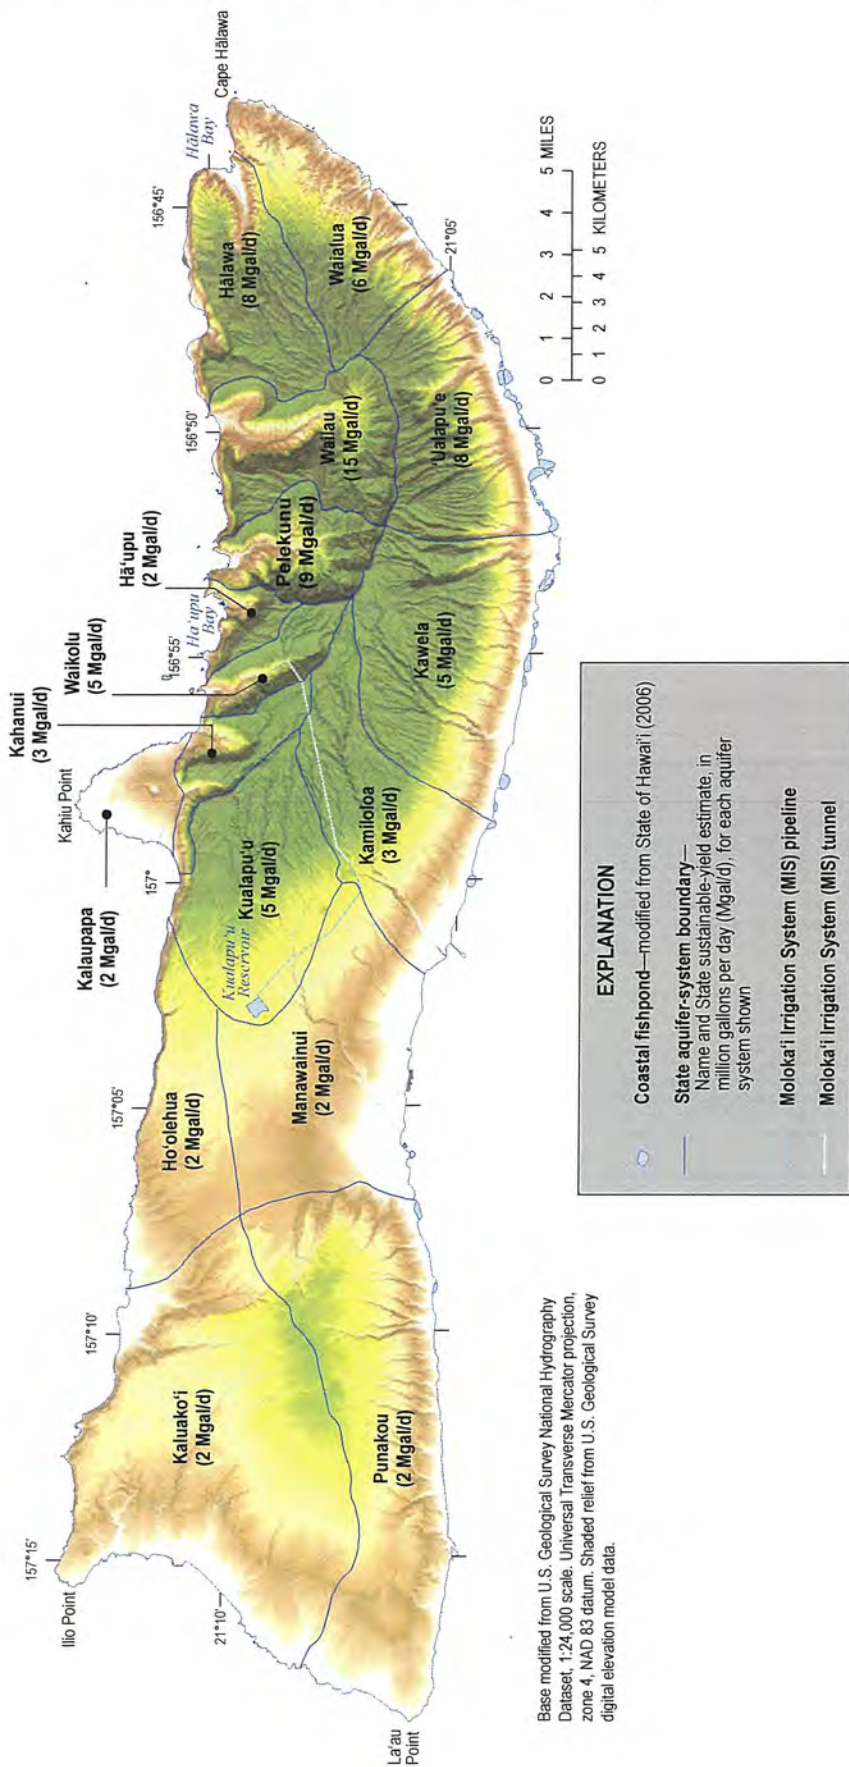 Kahiu Point
Kalaupapa
(2 Mgal/d)
Kahanui
(3 Mgal/d)
Waikolu
(5 Mgal/d)
Hā‘upu
(2 Mgal/d)
Ha‘upu
Bay
Hālawa
Bay
Cape Hālawa
157°15'
157°10'
157°05'
157°
156°55'
156°50'
156°45'
Ilio Point
21°10'
La‘au
Point
Kaluako‘i
(2 Mgal/d)
Punakou
(2 Mgal/d)
Ho‘olehua
(2 Mgal/d)
Manawainui
(2 Mgal/d)
Kualapu‘u
Reservoir
Kualapu‘u
(5 Mgal/d)
Kamiloloa
(3 Mgal/d)
Kawela
(5 Mgal/d)
Pelekunu
(9 Mgal/d)
Wailau
(15 Mgal/d)
‘Ualapu‘e
(8 Mgal/d)
Hālawa
(8 Mgal/d)
Waialua
(6 Mgal/d)
21°05'
0 1 2 3 4 5 MILES
0 1 2 3 4 5 KILOMETERS
Base modified from U.S. Geological Survey National Hydrography
Dataset, 1:24,000 scale. Universal Transverse Mercator projection,
zone 4, NAD 83 datum. Shaded relief from U.S. Geological Survey
digital elevation model data.
EXPLANATION
Coastal fishpond—modified from State of Hawai‘i (2006)
State aquifer-system boundary—
Name and State sustainable-yield estimate, in
million gallons per day (Mgal/d), for each aquifer
system shown
Moloka‘i Irrigation System (MIS) pipeline
Moloka‘i Irrigation System (MIS) tunnel